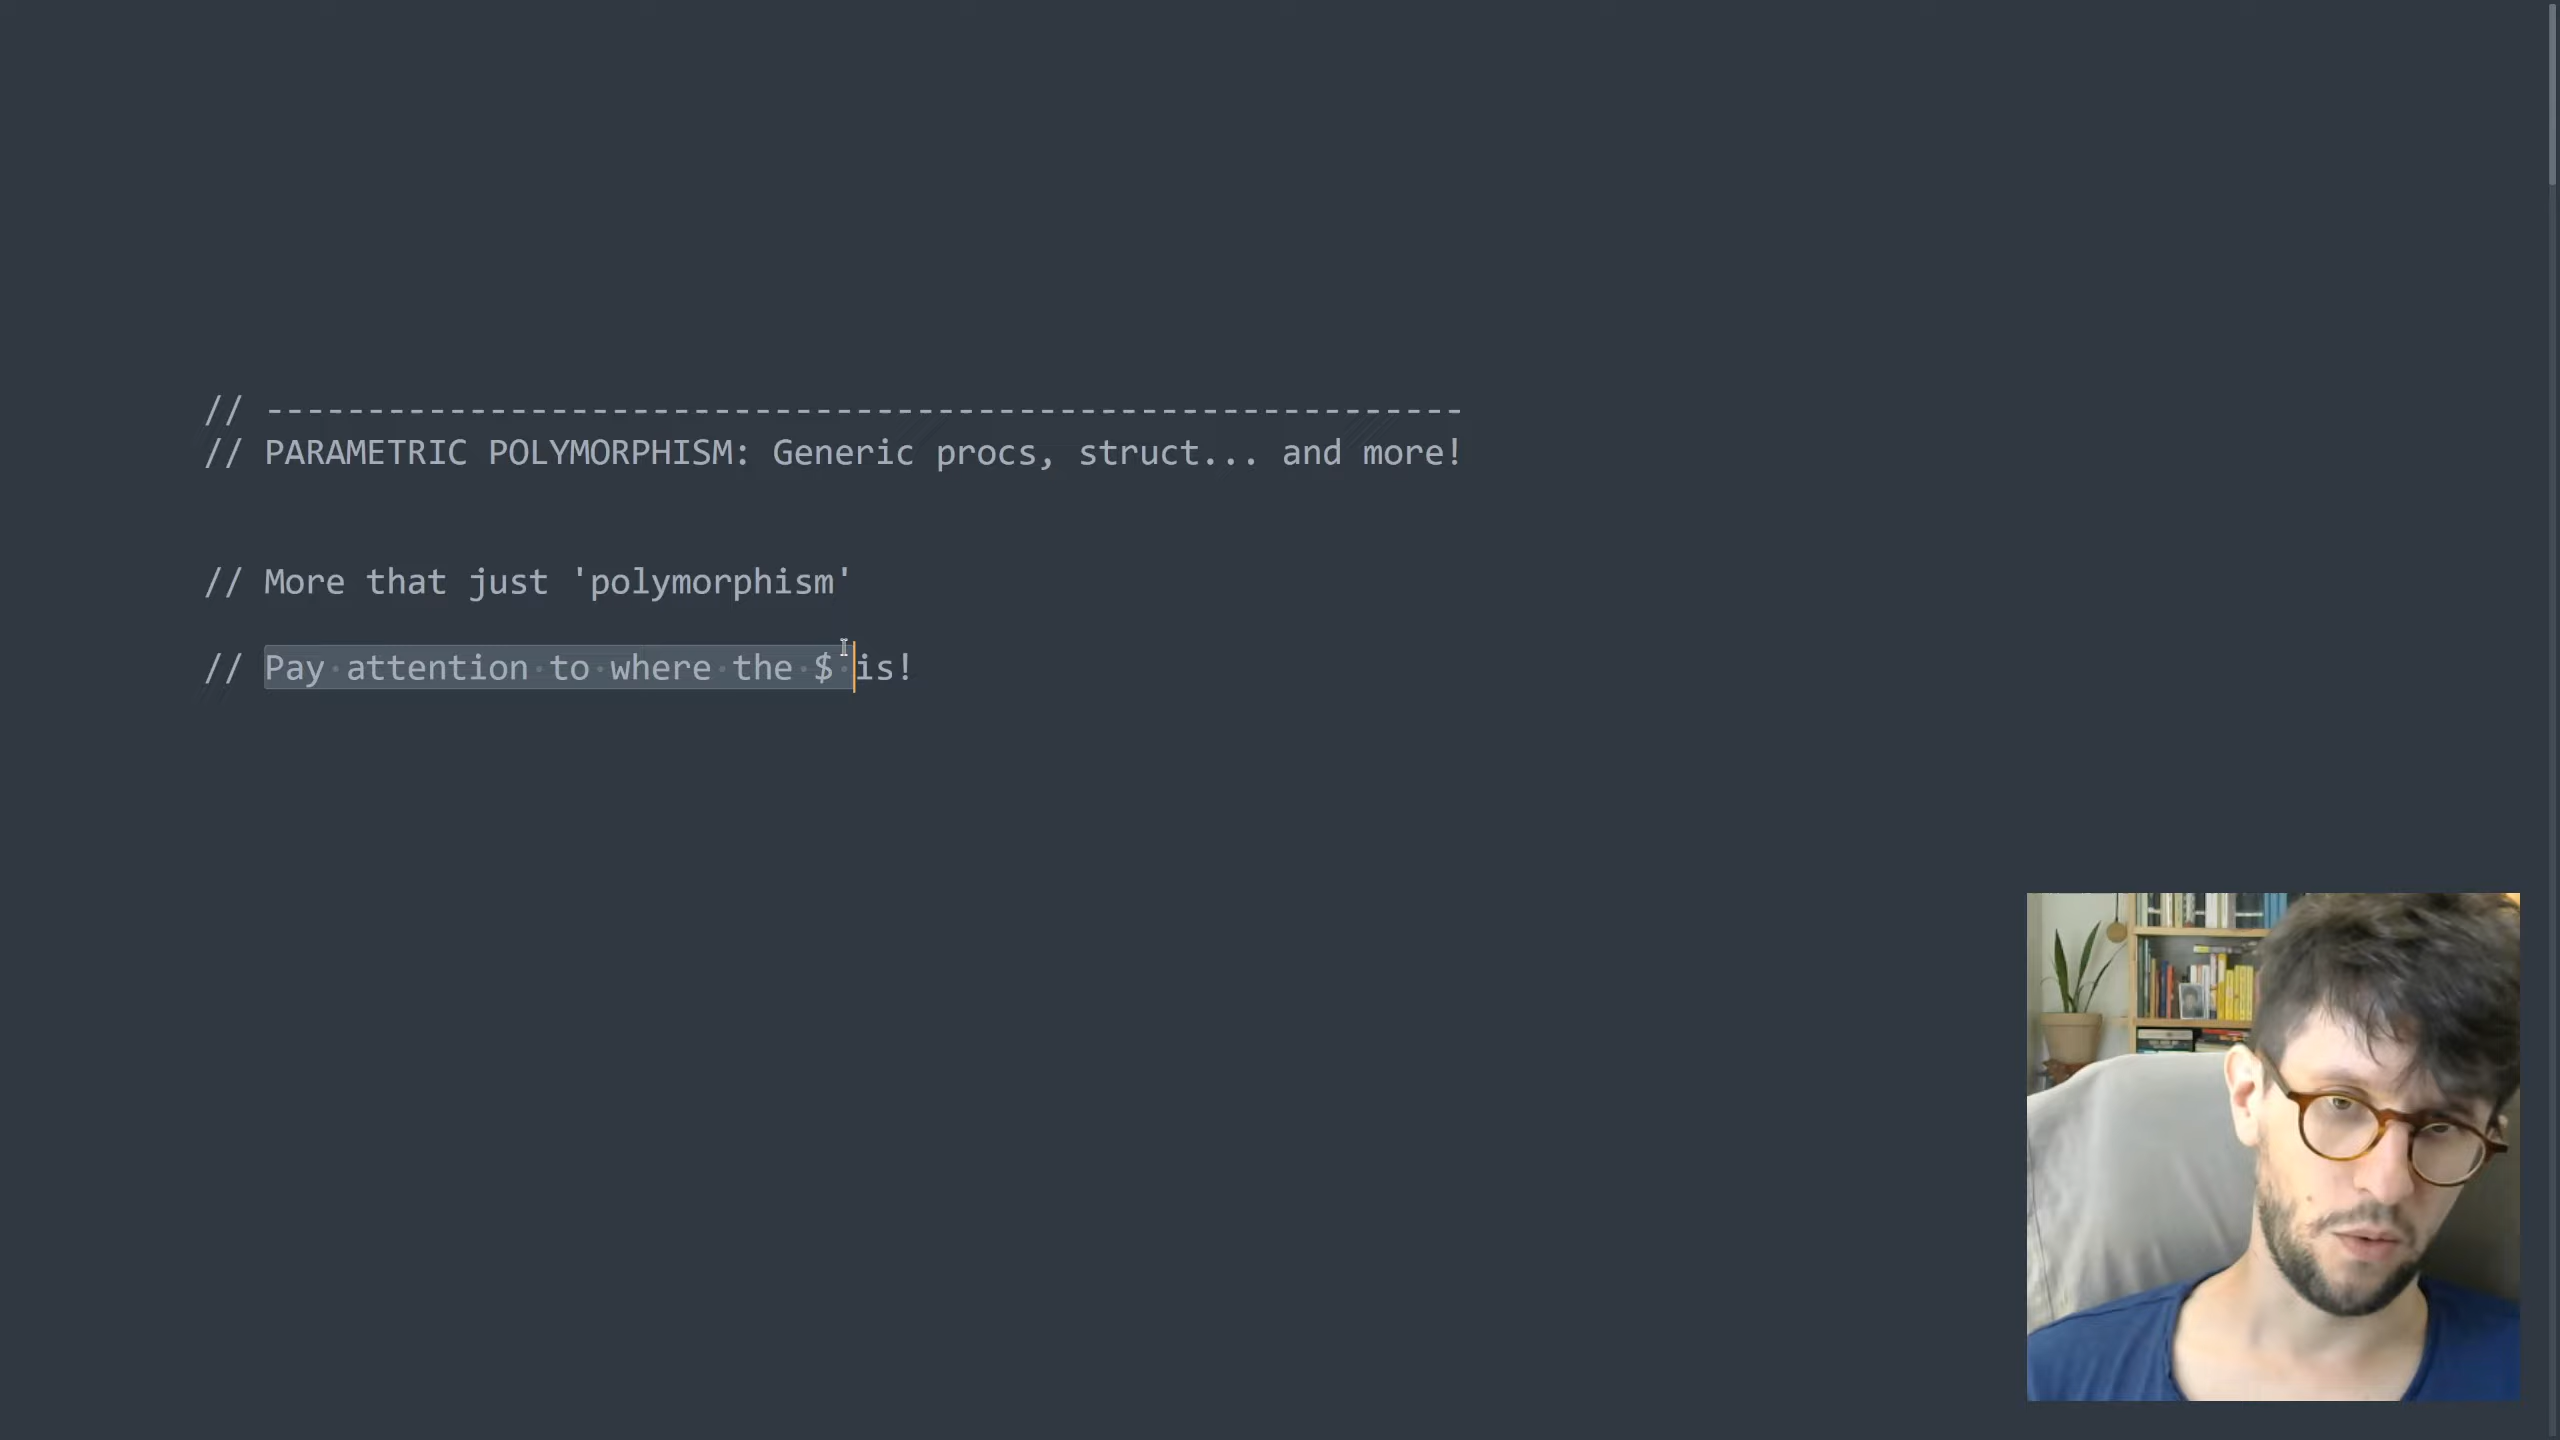 // -----------------------------------------------------------
// PARAMETRIC POLYMORPHISM: Generic procs, struct... and more!
// More that just 'polymorphism'
// Pay attention to where the $ is!